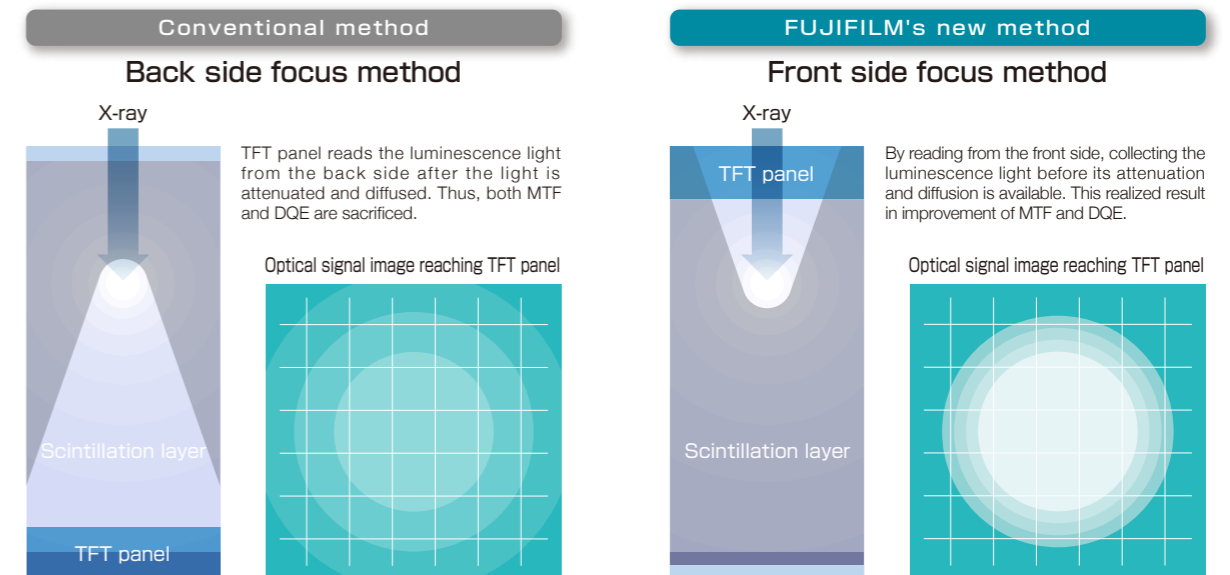 Conventional method
Back side focus method
X-ray
TFT panel reads the luminescence light
from the back side after the light is
attenuated and diffused. Thus, both MTF
and DQE are sacrificed.
Optical signal image reaching TFT panel
Scintillation layer
TFT panel
FUJIFILM's new method
Front side focus method
X-ray
TFT panel
By reading from the front side, collecting the
luminescence light before its attenuation
and diffusion is available. This realized result
in improvement of MTF and DQE.
Optical signal image reaching TFT panel
Scintillation layer